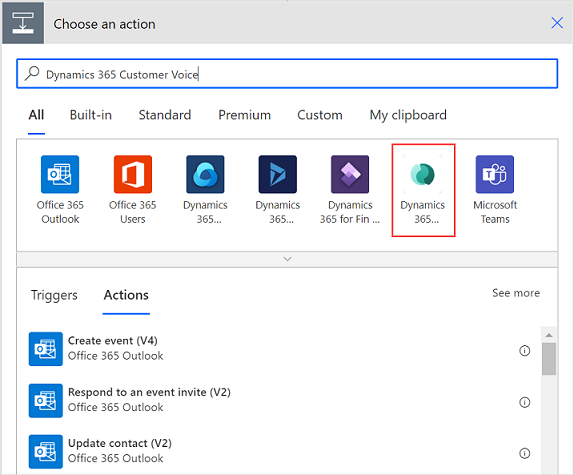 Choose an action
Dynamics 365 Customer Voice
All Built-in Standard Premium Custom My clipboard
Office 365 Outlook
Office 365 Users
Dynamics 365...
Dynamics 365...
Dynamics 365 for Fin ...
Dynamics 365...
Microsoft Teams
Triggers Actions See more
Create event (V4)
Office 365 Outlook
Respond to an event invite (V2)
Office 365 Outlook
Update contact (V2)
Office 365 Outlook